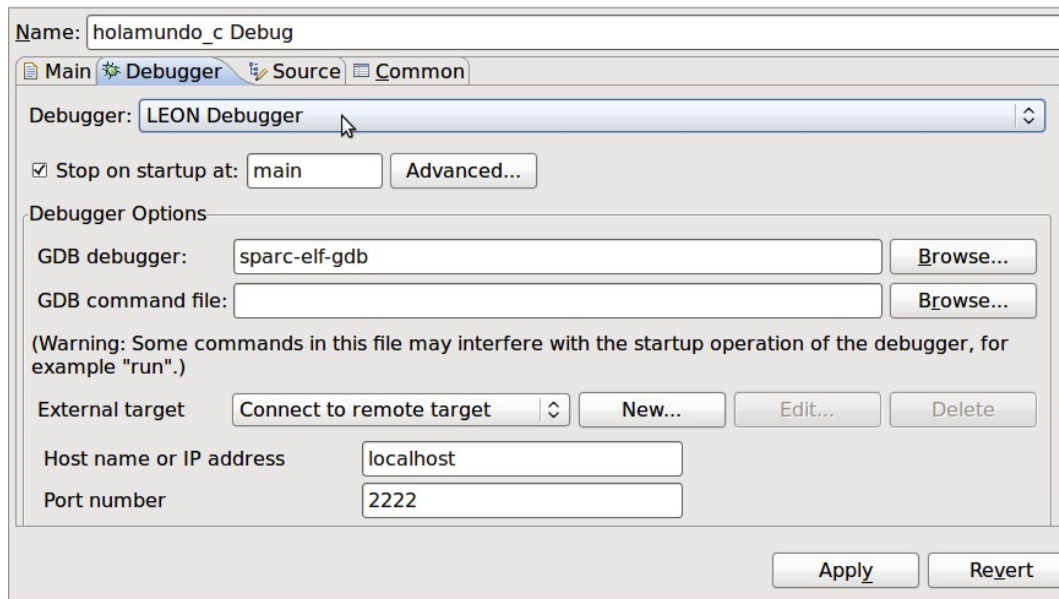 Name: holamundo_c Debug
Main Debugger Source Common
Debugger: LEON Debugger
Stop on startup at: main Advanced...
Debugger Options
GDB debugger: sparc-elf-gdb Browse...
GDB command file: Browse...
(Warning: Some commands in this file may interfere with the startup operation of the debugger, for
example "run".)
External target Connect to remote target New... Edit... Delete
Host name or IP address localhost
Port number 2222
Apply Revert